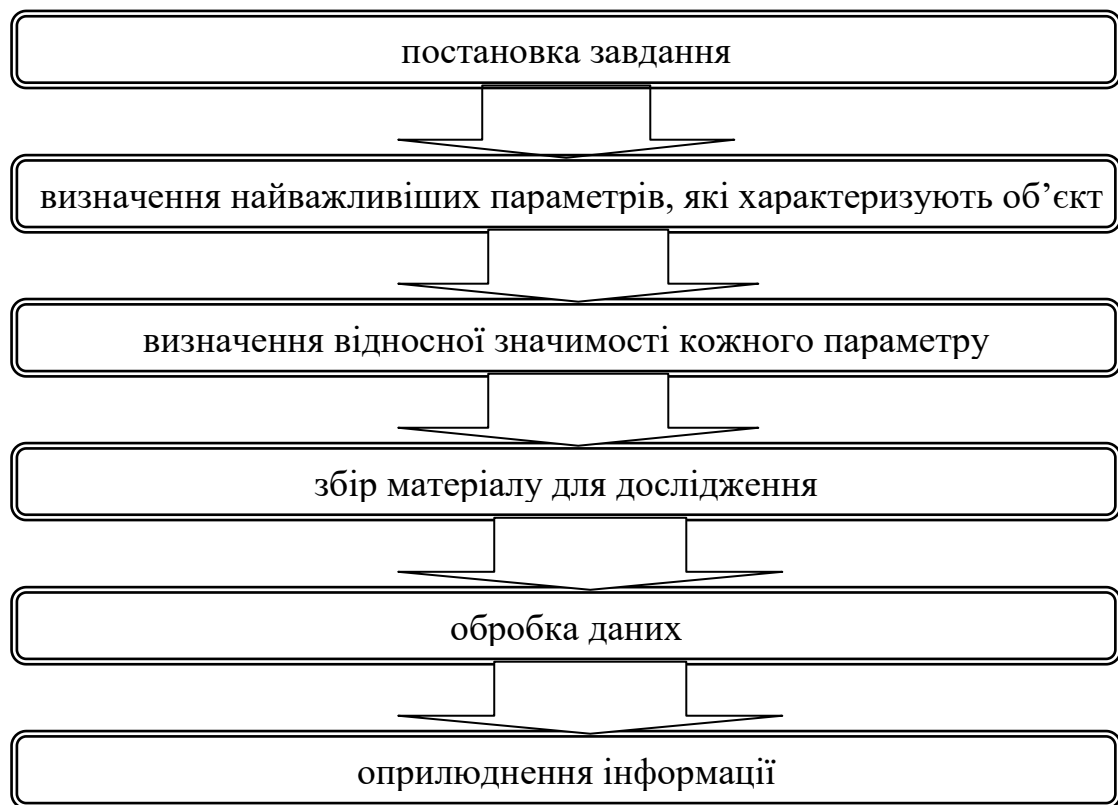 постановка завдання
визначення найважливіших параметрів, які характеризують об’єкт
визначення відносної значимості кожного параметру
збір матеріалу для дослідження
обробка даних
оприлюднення інформації